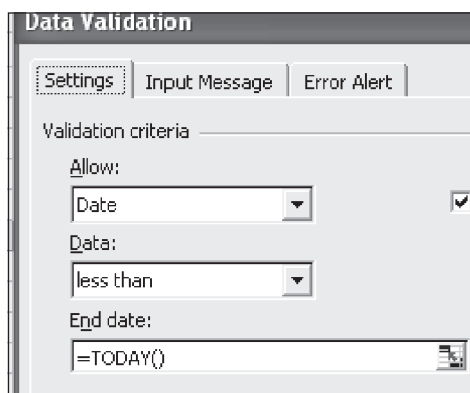 Data Validation
Settings Input Message Error Alert
Validation criteria
Allow:
Date
Data:
less than
End date:
=TODAY()